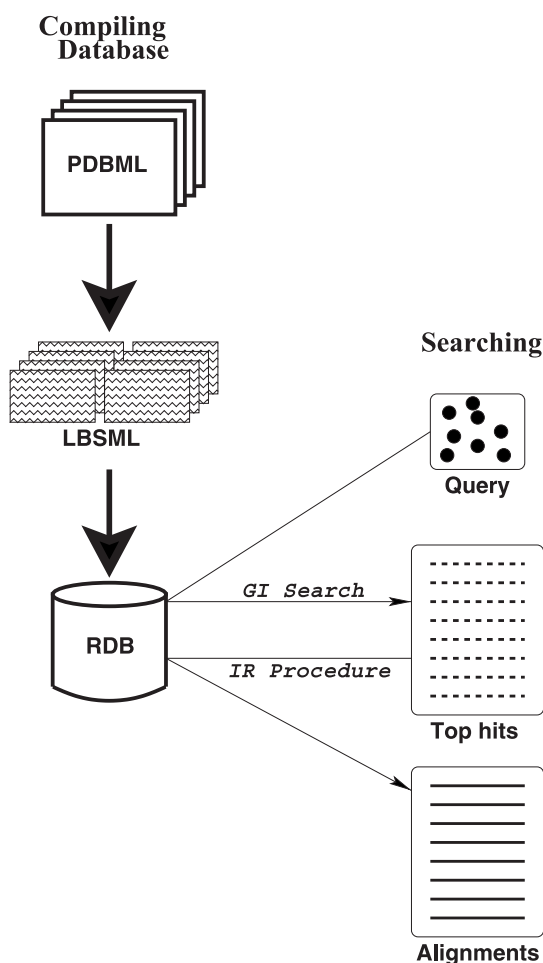 Compiling
Database
PDBML
LBSML
RDB
Searching
Query
GI Search
IR Procedure
Top hits
Alignments